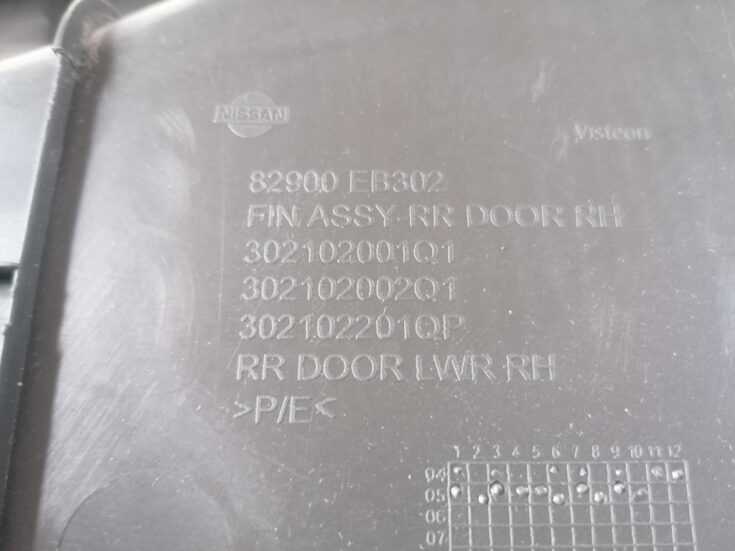 NISSAN
Visteon
82900 EB302
FIN ASSY-RR DOOR RH
302102001Q1
302102002Q1
302102201QP
RR DOOR LWR RH
>P/E<
1 2 3 4 5 6 7 8 9 10 11 12
04
05
06
07